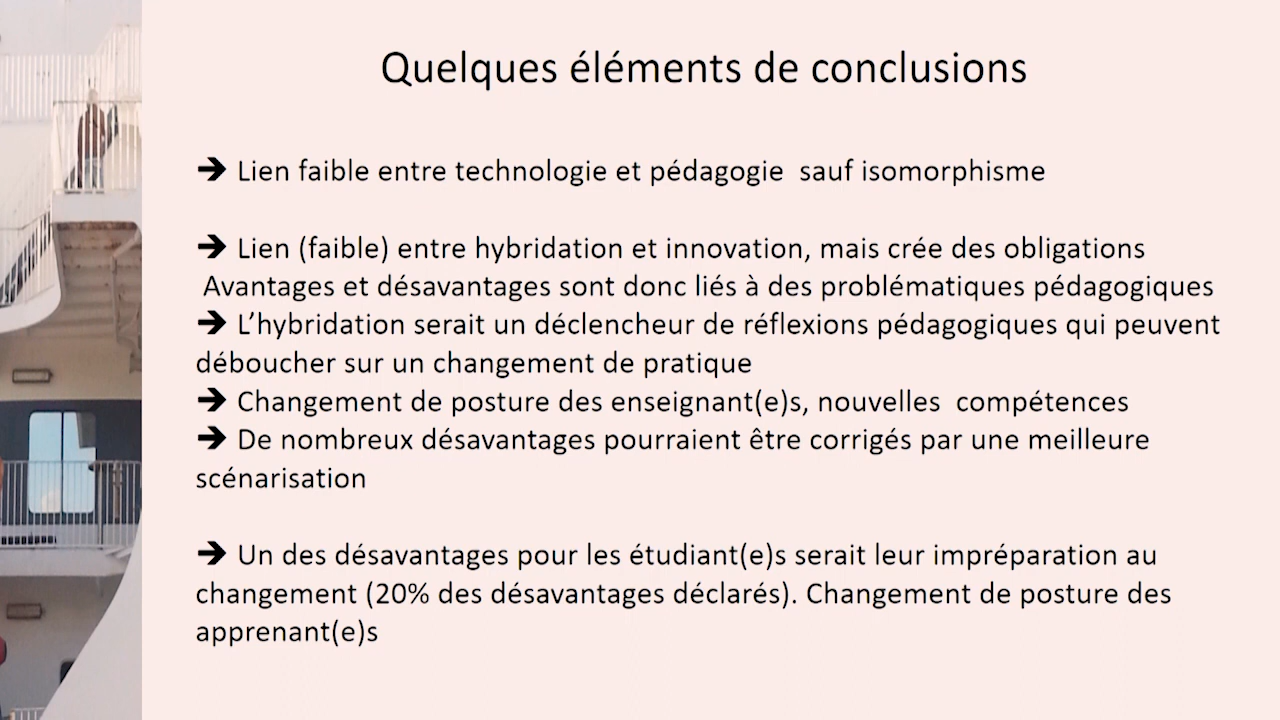 Quelques éléments de conclusions
➔ Lien faible entre technologie et pédagogie  sauf isomorphisme
➔ Lien (faible) entre hybridation et innovation, mais crée des obligations
Avantages et désavantages sont donc liés à des problématiques pédagogiques
➔ L’hybridation serait un déclencheur de réflexions pédagogiques qui peuvent
déboucher sur un changement de pratique
➔ Changement de posture des enseignant(e)s, nouvelles  compétences
➔ De nombreux désavantages pourraient être corrigés par une meilleure
scénarisation
➔ Un des désavantages pour les étudiant(e)s serait leur impréparation au
changement (20% des désavantages déclarés). Changement de posture des
apprenant(e)s